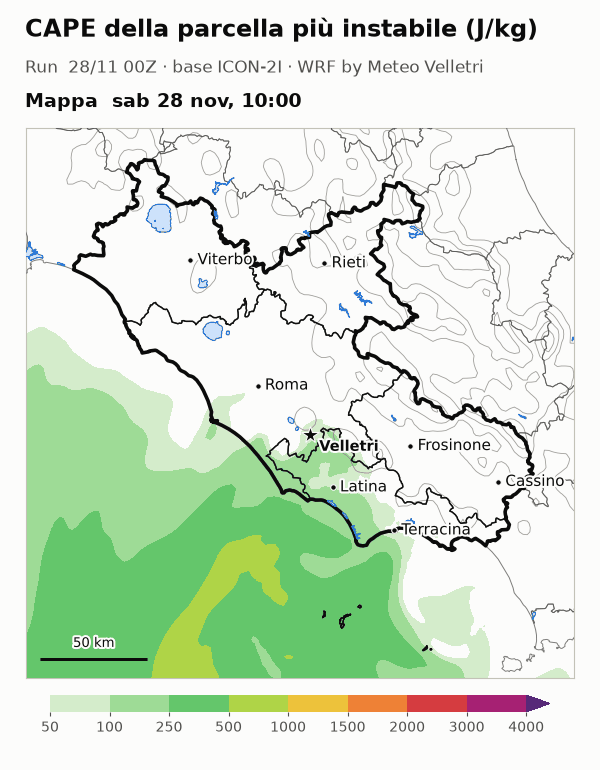 CAPE della parcella più instabile (J/kg)
Run  28/11 00Z · base ICON-2I · WRF by Meteo Velletri
Mappa  sab 28 nov, 10:00
Viterbo
Rieti
Roma
Velletri
Frosinone
Cassino
Latina
Terracina
50 km
50 100 250 500 1000 1500 2000 3000 4000